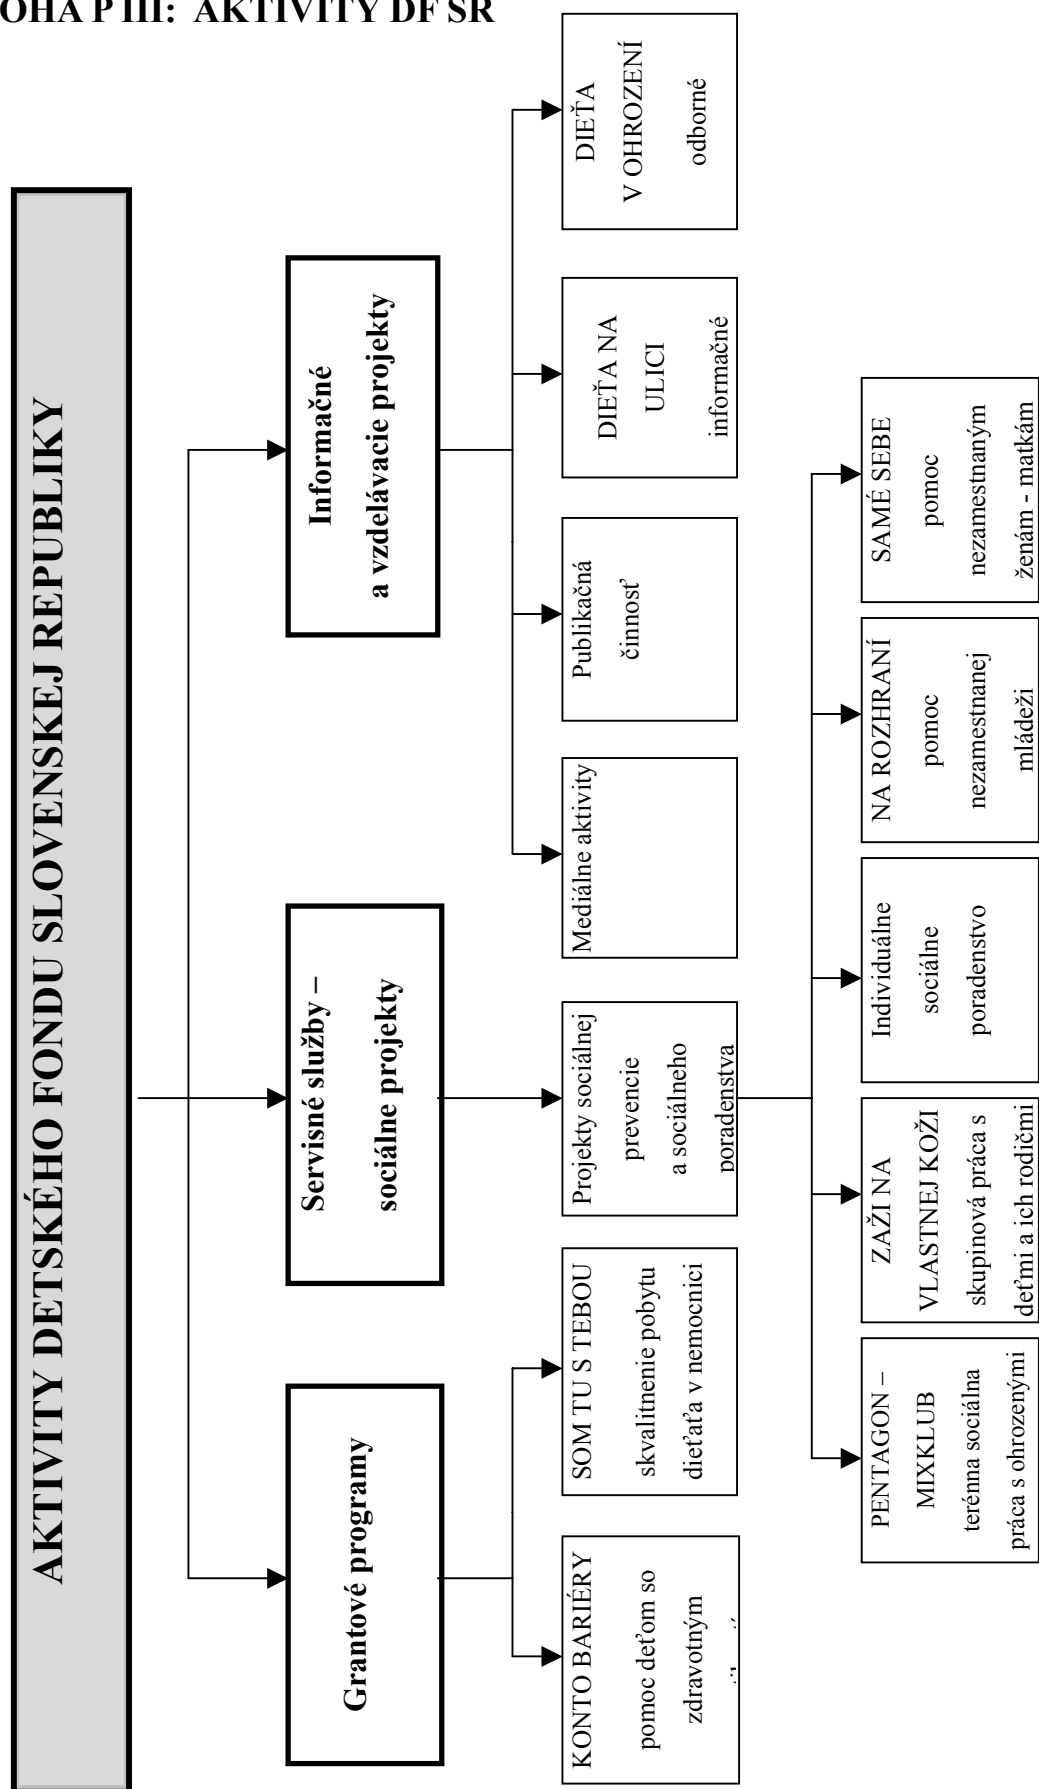 OHA P III: AKTIVITY DF SR
AKTIVITY DETSKÉHO FONDU SLOVENSKEJ REPUBLIKY
Grantové programy
Servisné služby –
sociálne projekty
Informačné
a vzdelávacie projekty
KONTO BARIÉRY
pomoc deťom so
zdravotným
SOM TU S TEBOU
skvalitnenie pobytu
dieťaťa v nemocnici
Projekty sociálnej
prevencie
a sociálneho
poradenstva
Mediálne aktivity
Publikačná
činnosť
DIEŤA NA
ULICI
informačné
DIEŤA
V OHROZENÍ
odborné
PENTAGON –
MIXKLUB
terénna sociálna
práca s ohrozenými
ZAŽI NA
VLASTNEJ KOŽI
skupinová práca s
deťmi a ich rodičmi
Individuálne
sociálne
poradenstvo
NA ROZHRANÍ
pomoc
nezamestnanej
mládeži
SAMÉ SEBE
pomoc
nezamestnaným
ženám - matkám